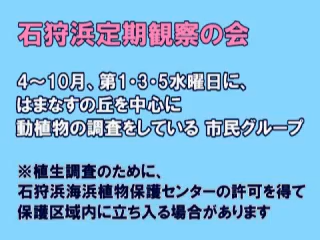 石狩浜定期観察の会
4～10月、第1・3・5水曜日に、
はまなすの丘を中心に
動植物の調査をしている 市民グループ
※植生調査のために、
石狩浜海浜植物保護センターの許可を得て
保護区域内に立ち入る場合があります